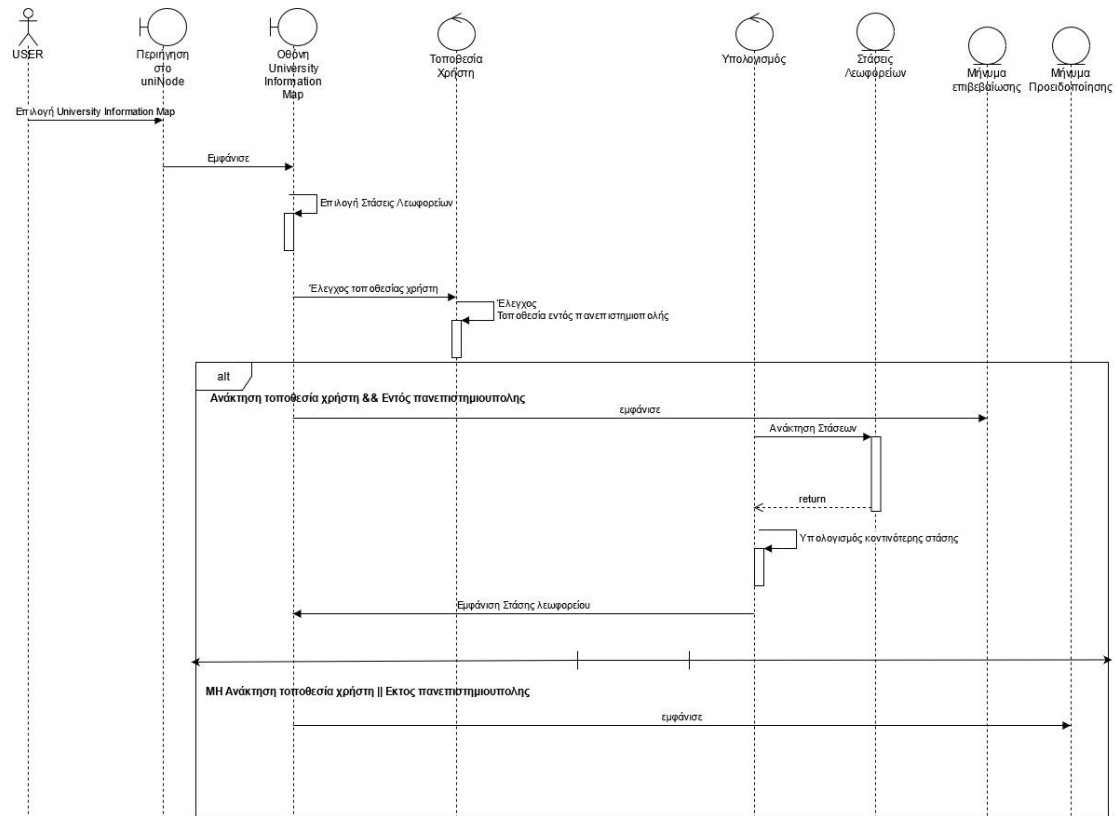 USER
Περιήγηση
στο
uniNode
Οθόνη
University
Information
Map
Τοποθεσία
Χρήστη
Υπολογισμός
Στάσεις
Λεωφορείων
Μήνυμα
επιβεβαίωσης
Μήνυμα
Προειδοποίησης
Επιλογή University Information Map
Εμφάνισε
Επιλογή Στάσεις Λεωφορείων
Έλεγχος τοποθεσίας χρήστη
Έλεγχος
Τοποθεσία εντός πανεπιστημιοπολής
alt
Ανάκτηση τοποθεσία χρήστη && Εντός πανεπιστημιουπολης
εμφάνισε
Ανάκτηση Στάσεων
return
Υπολογισμός κοντινότερης στάσης
Εμφάνιση Στάσης λεωφορείου
ΜΗ Ανάκτηση τοποθεσία χρήστη || Εκτος πανεπιστημιουπολης
εμφάνισε